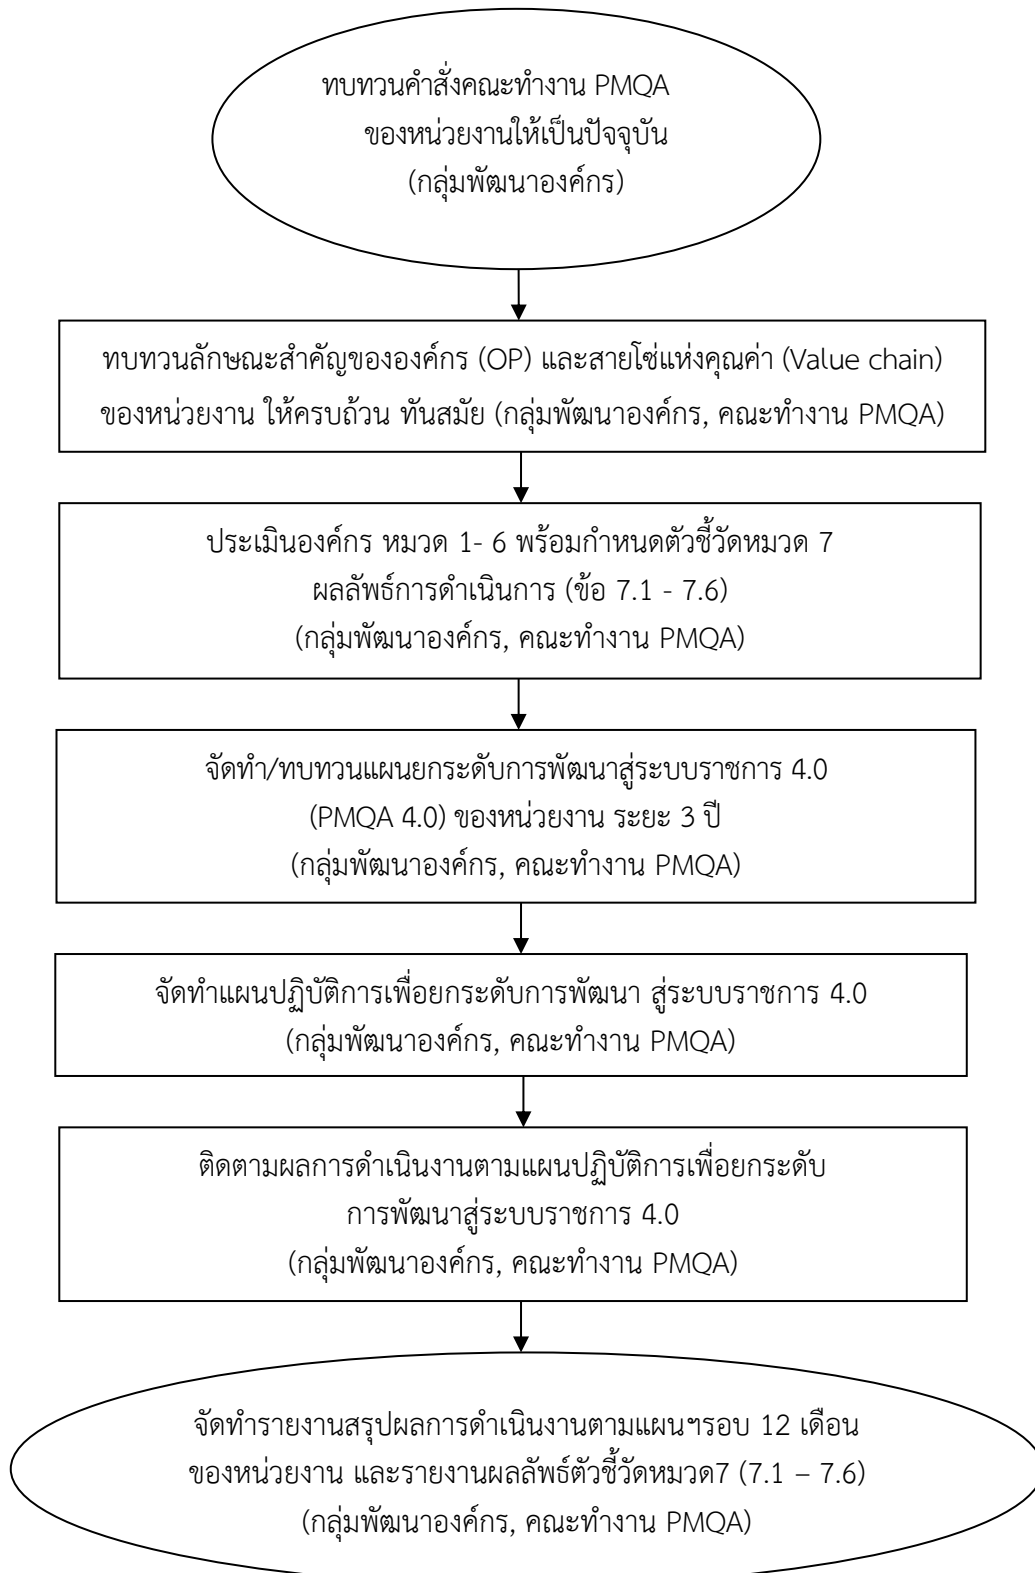 ทบทวนคำสั่งคณะทำงาน PMQA
ของหน่วยงานให้เป็นปัจจุบัน
(กลุ่มพัฒนาองค์กร)
ทบทวนลักษณะสำคัญขององค์กร (OP) และสายโซ่แห่งคุณค่า (Value chain)
ของหน่วยงาน ให้ครบถ้วน ทันสมัย (กลุ่มพัฒนาองค์กร, คณะทำงาน PMQA)
ประเมินองค์กร หมวด 1- 6 พร้อมกำหนดตัวชี้วัดหมวด 7
ผลลัพธ์การดำเนินการ (ข้อ 7.1 - 7.6)
(กลุ่มพัฒนาองค์กร, คณะทำงาน PMQA)
จัดทำ/ทบทวนแผนยกระดับการพัฒนาสู่ระบบราชการ 4.0
(PMQA 4.0) ของหน่วยงาน ระยะ 3 ปี
(กลุ่มพัฒนาองค์กร, คณะทำงาน PMQA)
จัดทำแผนปฏิบัติการเพื่อยกระดับการพัฒนา สู่ระบบราชการ 4.0
(กลุ่มพัฒนาองค์กร, คณะทำงาน PMQA)
ติดตามผลการดำเนินงานตามแผนปฏิบัติการเพื่อยกระดับ
การพัฒนาสู่ระบบราชการ 4.0
(กลุ่มพัฒนาองค์กร, คณะทำงาน PMQA)
จัดทำรายงานสรุปผลการดำเนินงานตามแผนฯรอบ 12 เดือน
ของหน่วยงาน และรายงานผลลัพธ์ตัวชี้วัดหมวด7 (7.1 – 7.6)
(กลุ่มพัฒนาองค์กร, คณะทำงาน PMQA)